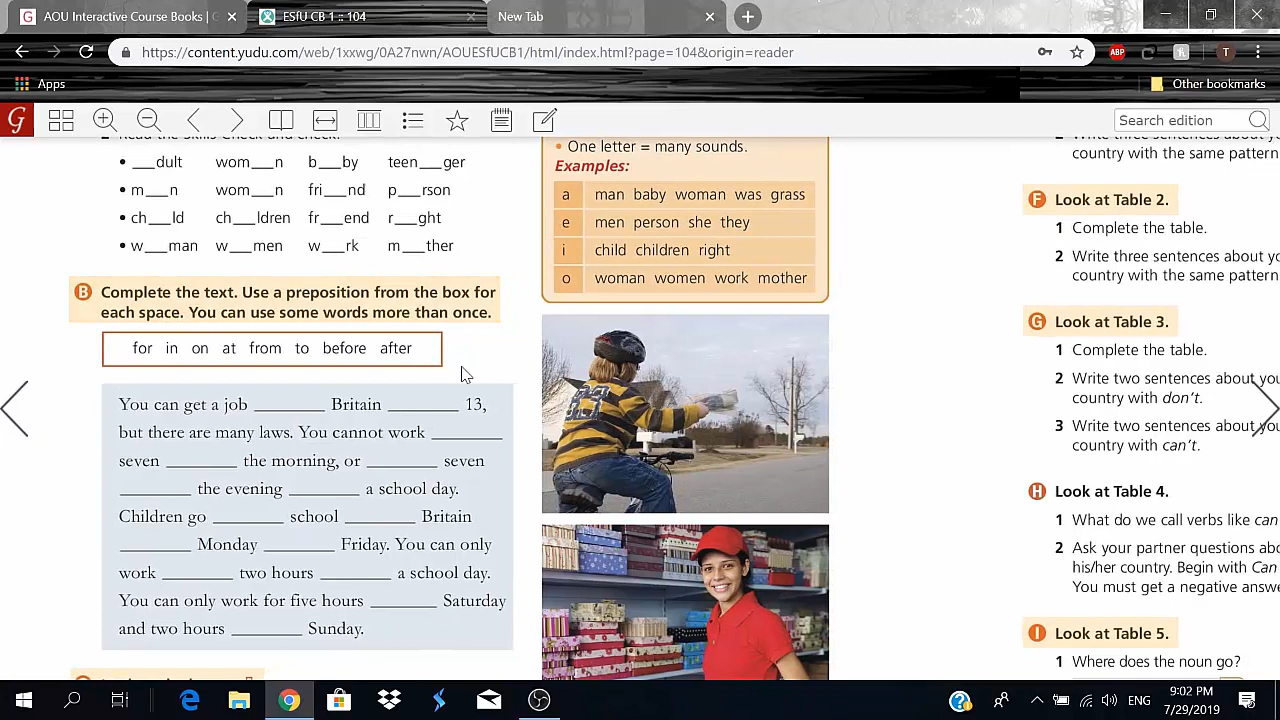 AOU Interactive Course Books |
ESfU CB 1 :: 104
New Tab
https://content.yudu.com/web/1xxwg/0A27nwn/AOUESfUCB1/html/index.html?page=104&origin=reader
ABP
T
Apps
Other bookmarks
G
Search edition
2 Read the Skills Check and check.
• ___dult wom___n b___by teen___ger
• m___n wom___n fri___nd p___rson
• ch___ld ch___ldren fr___end r___ght
• w___man w___men w___rk m___ther
B Complete the text. Use a preposition from the box for
each space. You can use some words more than once.
for in on at from to before after
You can get a job ________ Britain ________ 13,
but there are many laws. You cannot work ________
seven ________ the morning, or ________ seven
________ the evening ________ a school day.
Children go ________ school ________ Britain
________ Monday ________ Friday. You can only
work ________ two hours ________ a school day.
You can only work for five hours ________ Saturday
and two hours ________ Sunday.
• One letter = many sounds.
Examples:
a man baby woman was grass
e men person she they
i child children right
o woman women work mother
2 Write three sentences about
country with the same pattern
F Look at Table 2.
1 Complete the table.
2 Write three sentences about
country with the same pattern
G Look at Table 3.
1 Complete the table.
2 Write two sentences about
country with don't.
3 Write two sentences about
country with can't.
H Look at Table 4.
1 What do we call verbs like can
2 Ask your partner questions
his/her country. Begin with Can
You must get a negative
I Look at Table 5.
1 Where does the noun go?
ENG
9:02 PM
7/29/2019